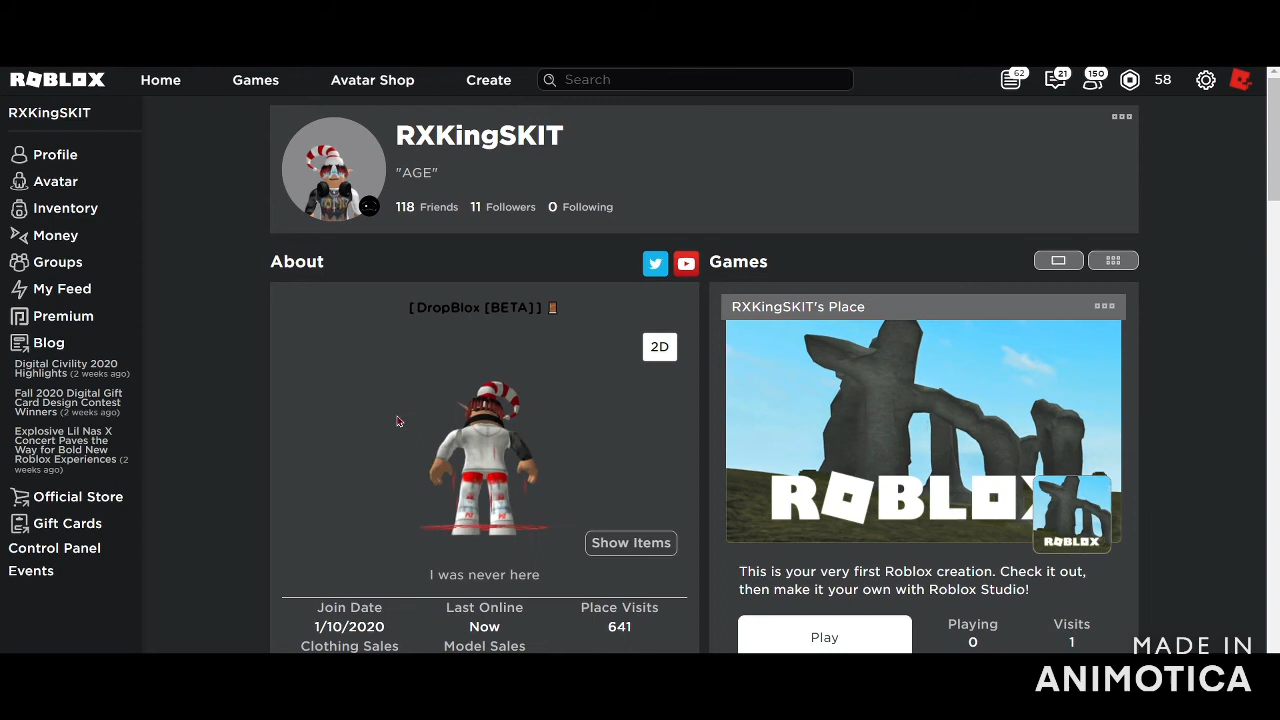 ROBLOX Home Games Avatar Shop Create Search 62 21 150 58
RXKingSKIT
Profile
Avatar
Inventory
Money
Groups
My Feed
Premium
Blog
Digital Civility 2020
Highlights (2 weeks ago)
Fall 2020 Digital Gift
Card Design Contest
Winners (2 weeks ago)
Explosive Lil Nas X
Concert Paves the
Way for Bold New
Roblox Experiences (2
weeks ago)
Official Store
Gift Cards
Control Panel
Events
RXKingSKIT
"AGE"
118 Friends 11 Followers 0 Following
About
[DropBlox [BETA]]
2D
Show Items
I was never here
Join Date Last Online Place Visits
1/10/2020 Now 641
Clothing Sales Model Sales
Games
RXKingSKIT's Place
ROBLOX
ROBLOX
This is your very first Roblox creation. Check it out,
then make it your own with Roblox Studio!
Play
Playing Visits
0 1
MADE IN
ANIMOTICA